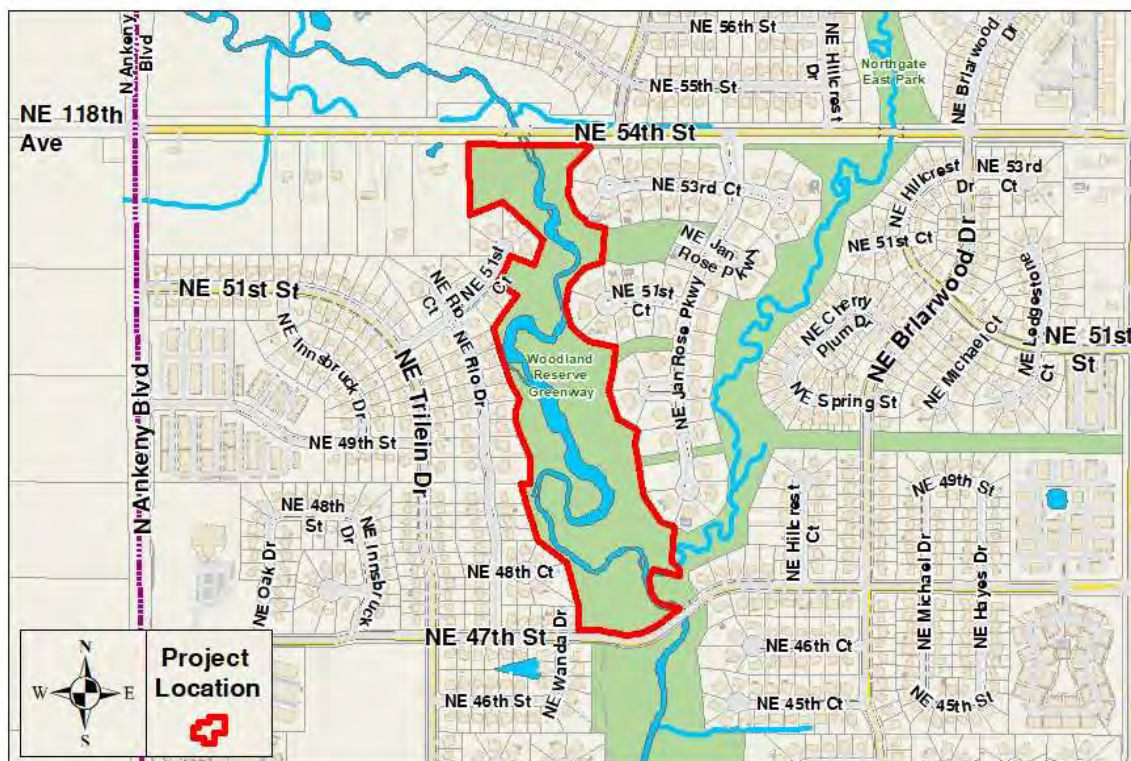 N Ankeny
Blvd
NE 56th St
NE Hillcrest
Dr
NE Briarwood
Dr
Northgate
East Park
NE 55th St
NE 118th
Ave
NE 54th St
NE 53rd Ct
NE Hillcrest
Dr
NE 53rd
Ct
NE Jan
Rose Pkwy
NE 51st Ct
NE 51st
Ct
NE Rio
Ct
NE 51st
Ct
NE 51st St
NE Innsbruck Dr
NE Trilein Dr
NE Rio Dr
Woodland
Reserve
Greenway
NE Jan Rose Pkwy
NE Cherry
Plum Dr
NE Briarwood Dr
NE Michael Ct
NE Ledgestone
Ct
NE 51st
St
NE Spring St
N Ankeny Blvd
NE 49th St
NE 48th
St
NE Innsbruck
Dr
NE Oak Dr
NE 48th Ct
NE Hillcrest
Ct
NE 49th St
NE Michael Dr
NE Hayes Dr
NE 47th St
NE Wanda Dr
NE 46th St
NE 46th Ct
NE 45th Ct
NE 45th St
N
W
E
S
Project
Location